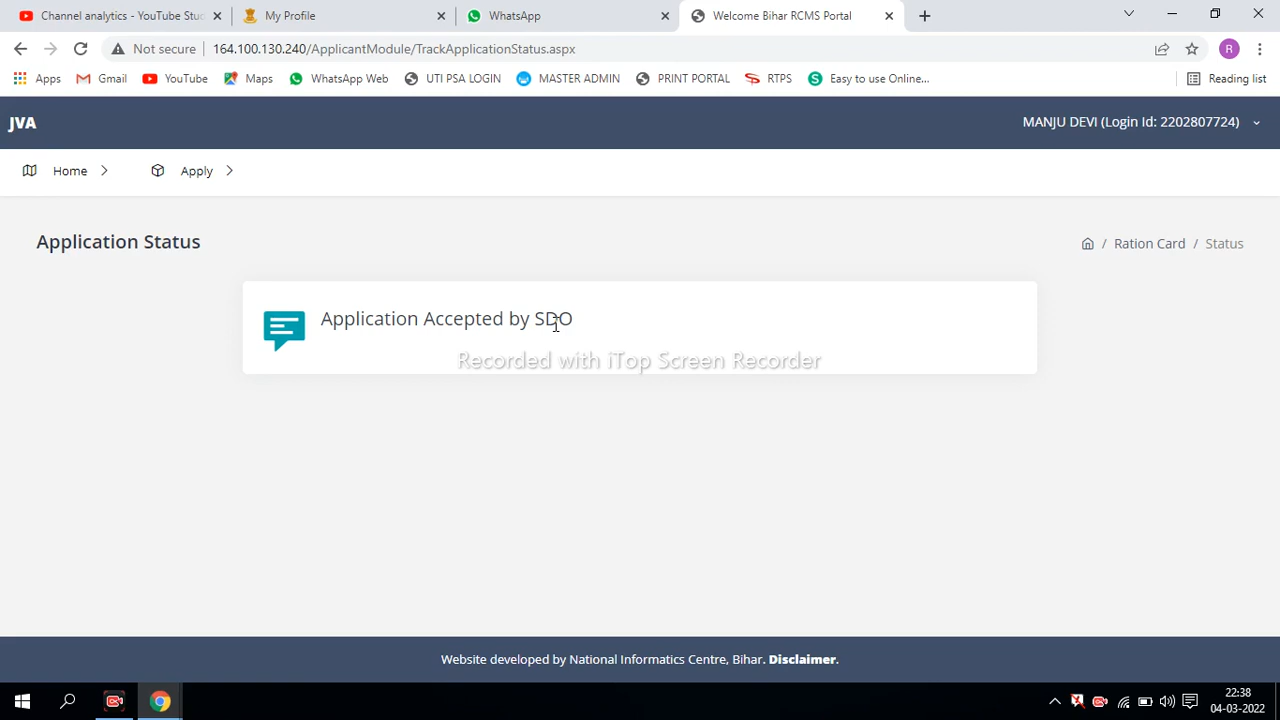 Channel analytics - YouTube Stud
My Profile
WhatsApp
Welcome Bihar RCMS Portal
Not secure
164.100.130.240/ApplicantModule/TrackApplicationStatus.aspx
R
Apps
Gmail
YouTube
Maps
WhatsApp Web
UTI PSA LOGIN
MASTER ADMIN
PRINT PORTAL
RTPS
Easy to use Online...
Reading list
JVA
MANJU DEVI (Login Id: 2202807724)
Home
Apply
Application Status
/ Ration Card / Status
Application Accepted by SDO
Recorded with iTop Screen Recorder
Website developed by National Informatics Centre, Bihar. Disclaimer.
22:38
04-03-2022